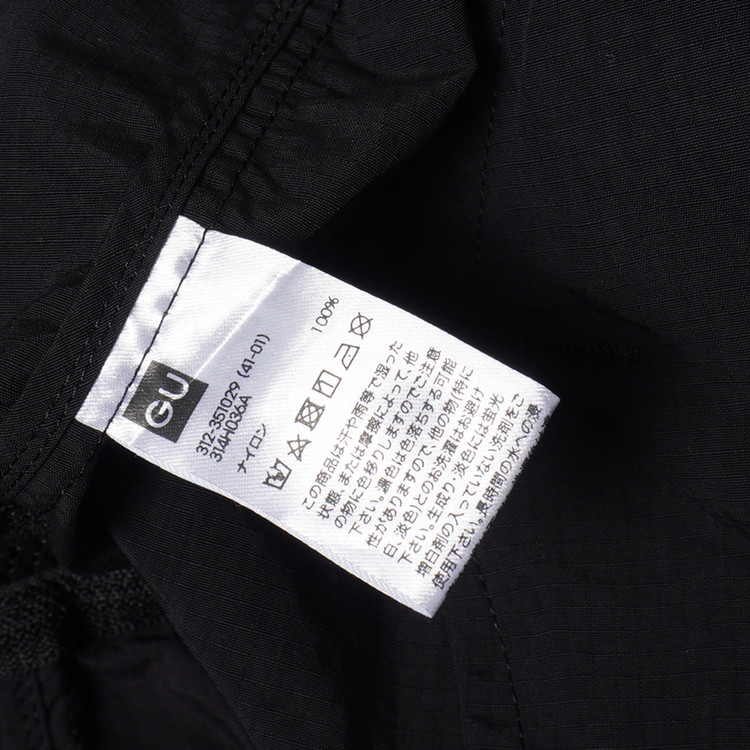 GU
312-351029 (41-01)
314H036A
ナイロン 100%
この商品は汗や雨等で湿った
状態、または摩擦によって、他
の物に色移りしますのでご注意
下さい。濃色は色落ちする可能
性がありますので、他の物(特に
白、淡色)とのお洗濯はお避け
下さい。生成り・淡色には蛍光
増白剤の入っていない洗剤をご
使用下さい。長時間の水への浸